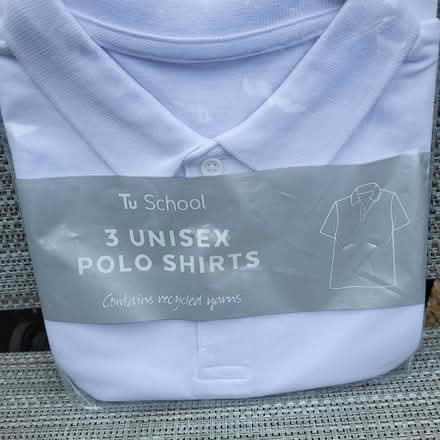 Tu School
3 UNISEX
POLO SHIRTS
Contains recycled yarns